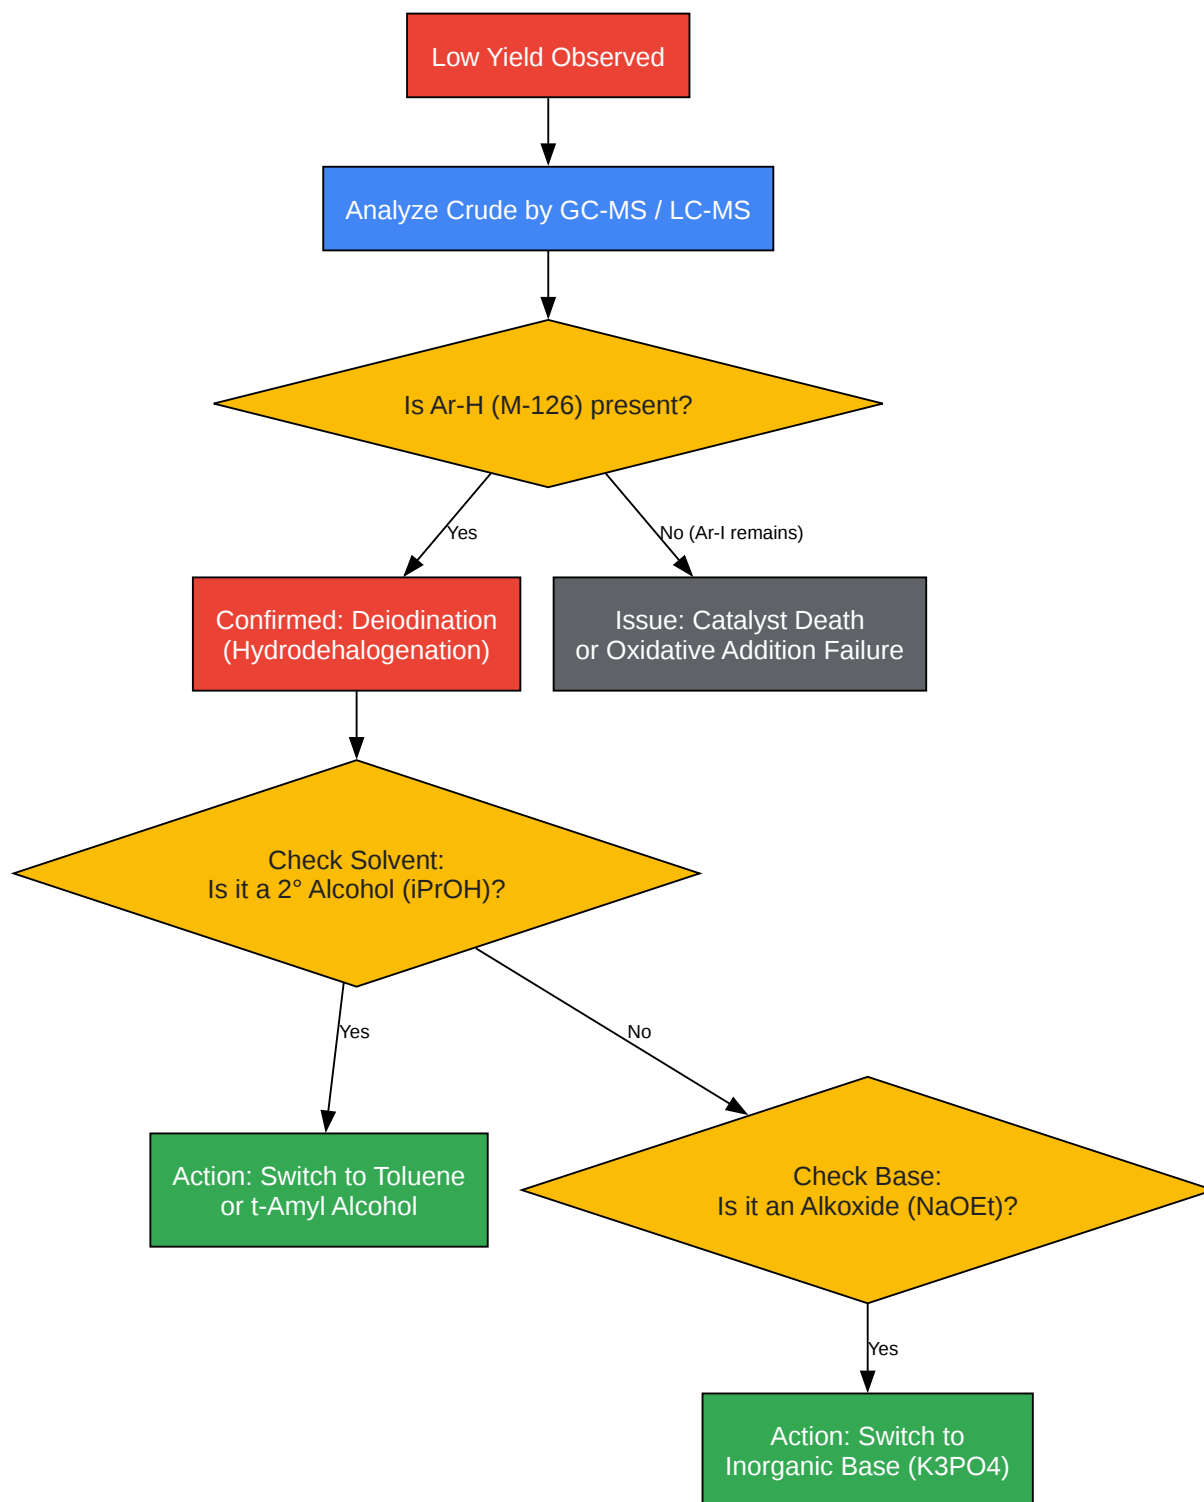 Low Yield Observed
Analyze Crude by GC-MS / LC-MS
Is Ar-H (M-126) present?
Yes
No (Ar-I remains)
Confirmed: Deiodination
(Hydrodehalogenation)
Issue: Catalyst Death
or Oxidative Addition Failure
Check Solvent:
Is it a 2° Alcohol (iPrOH)?
Yes
No
Action: Switch to Toluene
or t-Amyl Alcohol
Check Base:
Is it an Alkoxide (NaOEt)?
Yes
Action: Switch to
Inorganic Base (K3PO4)